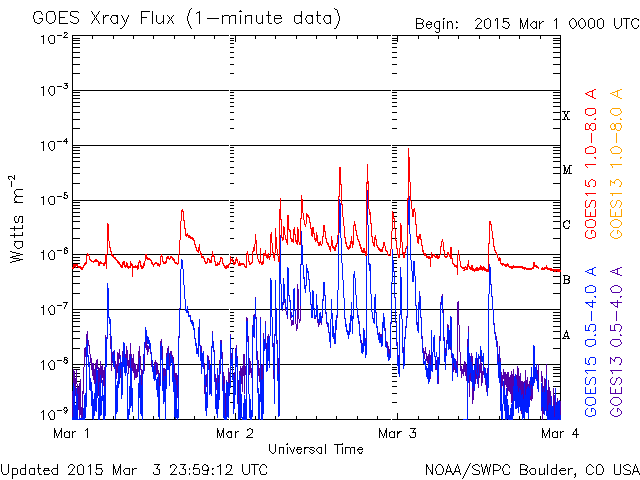 GOES Xray Flux (1-minute data)
Begin: 2015 Mar 1 0000 UTC
10-2
10-3
10-4
10-5
10-6
10-7
10-8
10-9
Watts m-2
X
M
C
B
A
GOES15 1.0-8.0 A
GOES13 1.0-8.0 A
GOES15 0.5-4.0 A
GOES13 0.5-4.0 A
Mar 1 Mar 2 Mar 3 Mar 4
Universal Time
Updated 2015 Mar 3 23:59:12 UTC
NOAA/SWPC Boulder, CO USA